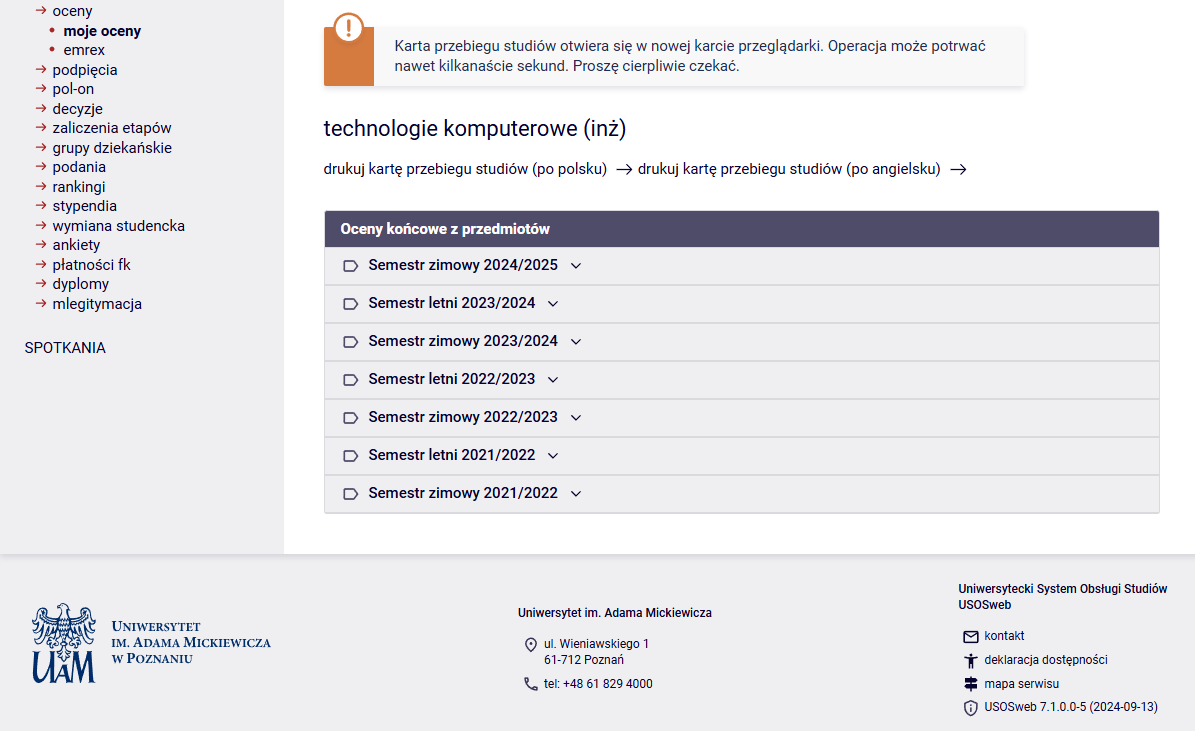 oceny
moje oceny
emrex
podpięcia
pol-on
decyzje
zaliczenia etapów
grupy dziekańskie
podania
rankingi
stypendia
wymiana studencka
ankiety
płatności fk
dyplomy
mlegitymacja
SPOTKANIA
Karta przebiegu studiów otwiera się w nowej karcie przeglądarki. Operacja może potrwać
nawet kilkanaście sekund. Proszę cierpliwie czekać.
technologie komputerowe (inż)
drukuj kartę przebiegu studiów (po polsku) → drukuj kartę przebiegu studiów (po angielsku) →
Oceny końcowe z przedmiotów
Semestr zimowy 2024/2025
Semestr letni 2023/2024
Semestr zimowy 2023/2024
Semestr letni 2022/2023
Semestr zimowy 2022/2023
Semestr letni 2021/2022
Semestr zimowy 2021/2022
UAM
Uniwersytet
im. Adama Mickiewicza
w Poznaniu
Uniwersytet im. Adama Mickiewicza
ul. Wieniawskiego 1
61-712 Poznań
tel: +48 61 829 4000
Uniwersytecki System Obsługi Studiów
USOSweb
kontakt
deklaracja dostępności
mapa serwisu
USOSweb 7.1.0.0-5 (2024-09-13)